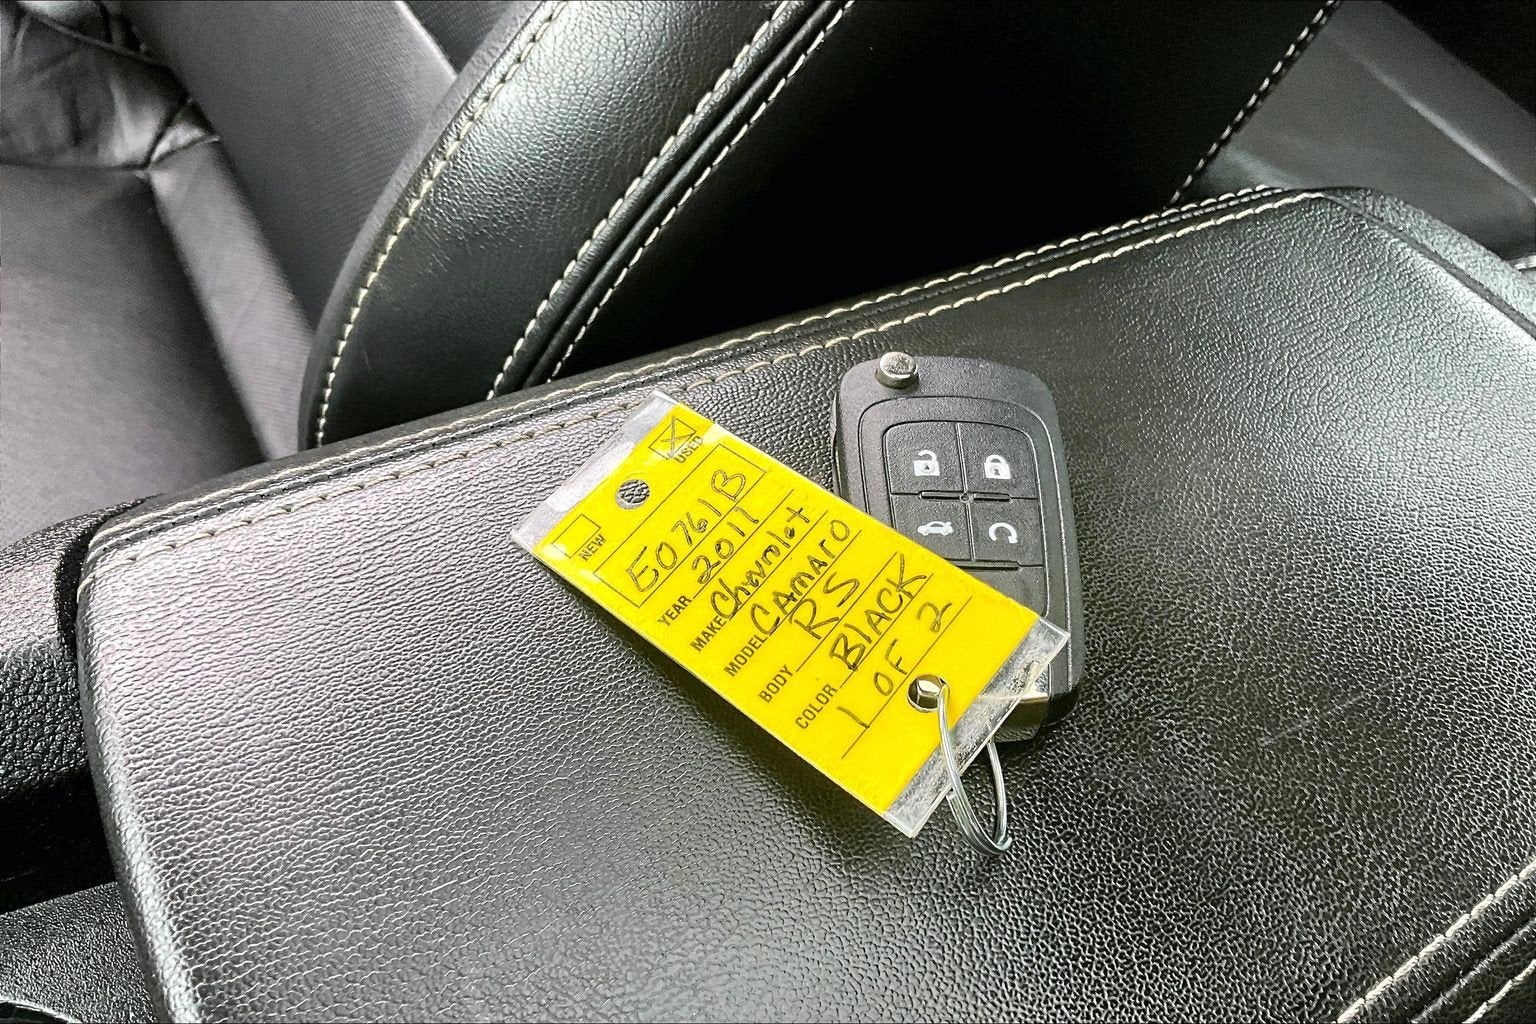 USED
NEW
E0761B
YEAR 2011
MAKE Chevrolet
MODEL CAMARO
BODY RS
COLOR BLACK
1 OF 2